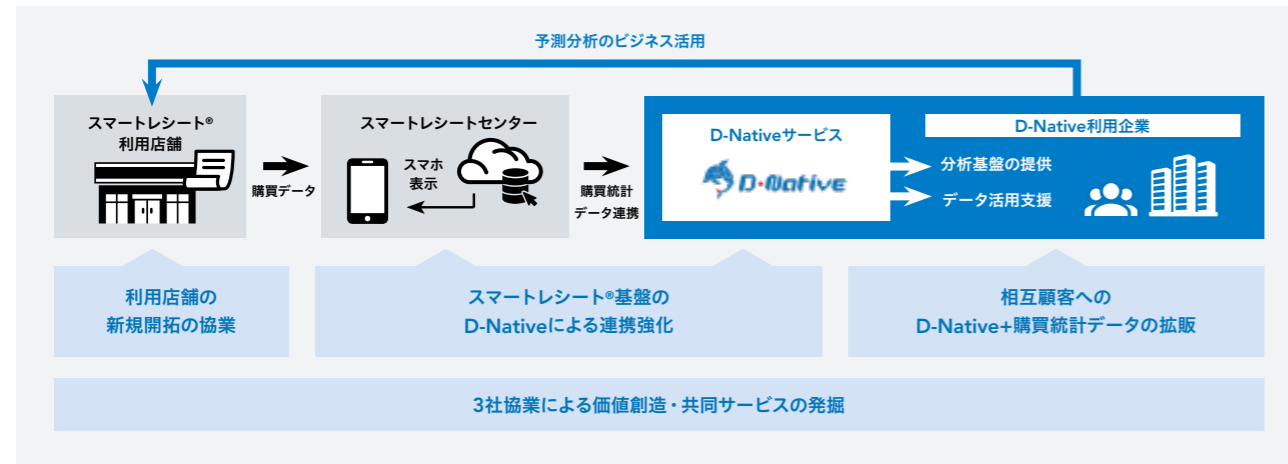 予測分析のビジネス活用
スマートレシート®
利用店舗
購買データ
スマートレシートセンター
スマホ
表示
購買統計
データ連携
D-Nativeサービス
D•Native
D-Native利用企業
分析基盤の提供
データ活用支援
利用店舗の
新規開拓の協業
スマートレシート®基盤の
D-Nativeによる連携強化
相互顧客への
D-Native+購買統計データの拡販
3社協業による価値創造・共同サービスの発掘